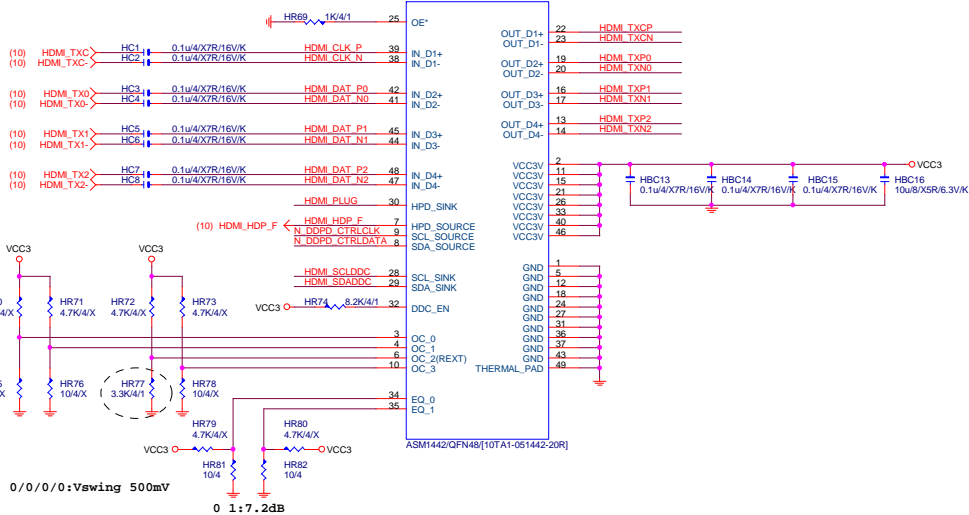 HR69 1K/4/1 25 OE*
OUT_D1+ 22 HDMI_TXCP
OUT_D1- 23 HDMI_TXCN
(10) HDMI_TXC HC1 0.1u/4/X7R/16V/K HDMI_CLK_P 39 IN_D1+
(10) HDMI_TXC- HC2 0.1u/4/X7R/16V/K HDMI_CLK_N 38 IN_D1-
OUT_D2+ 19 HDMI_TXP0
OUT_D2- 20 HDMI_TXN0
(10) HDMI_TX0 HC3 0.1u/4/X7R/16V/K HDMI_DAT_P0 42 IN_D2+
(10) HDMI_TX0- HC4 0.1u/4/X7R/16V/K HDMI_DAT_N0 41 IN_D2-
OUT_D3+ 16 HDMI_TXP1
OUT_D3- 17 HDMI_TXN1
(10) HDMI_TX1 HC5 0.1u/4/X7R/16V/K HDMI_DAT_P1 45 IN_D3+
(10) HDMI_TX1- HC6 0.1u/4/X7R/16V/K HDMI_DAT_N1 44 IN_D3-
OUT_D4+ 13 HDMI_TXP2
OUT_D4- 14 HDMI_TXN2
(10) HDMI_TX2 HC7 0.1u/4/X7R/16V/K HDMI_DAT_P2 48 IN_D4+
(10) HDMI_TX2- HC8 0.1u/4/X7R/16V/K HDMI_DAT_N2 47 IN_D4-
VCC3V 2 VCC3
VCC3V 11
VCC3V 15
VCC3V 21
VCC3V 26
VCC3V 33
VCC3V 40
VCC3V 46
HBC13 0.1u/4/X7R/16V/K
HBC14 0.1u/4/X7R/16V/K
HBC15 0.1u/4/X7R/16V/K
HBC16 10u/8/X5R/6.3V/K
HDMI_PLUG 30 HPD_SINK
(10) HDMI_HDP_F HDMI_HDP_F 7 HPD_SOURCE
N_DDPD_CTRLCLK 9 SCL_SOURCE
N_DDPD_CTRLDATA 8 SDA_SOURCE
VCC3 VCC3
HDMI_SCLDDC 28 SCL_SINK
HDMI_SDADDC 29 SDA_SINK
GND 1
GND 5
GND 12
GND 18
GND 24
GND 27
GND 31
GND 36
GND 37
GND 43
THERMAL_PAD 49
VCC3 HR74 8.2K/4/1 32 DDC_EN
HR71 4.7K/4/X
HR72 4.7K/4/X
HR73 4.7K/4/X
3 OC_0
4 OC_1
6 OC_2(REXT)
10 OC_3
HR76 10/4/X
HR77 3.3K/4/1
HR78 10/4/X
34 EQ_0
35 EQ_1
HR79 4.7K/4/X
HR80 4.7K/4/X
VCC3 VCC3
ASM1442/QFN48/[10TA1-051442-20R]
HR81 10/4
HR82 10/4
0/0/0/0:Vswing 500mV
0 1:7.2dB